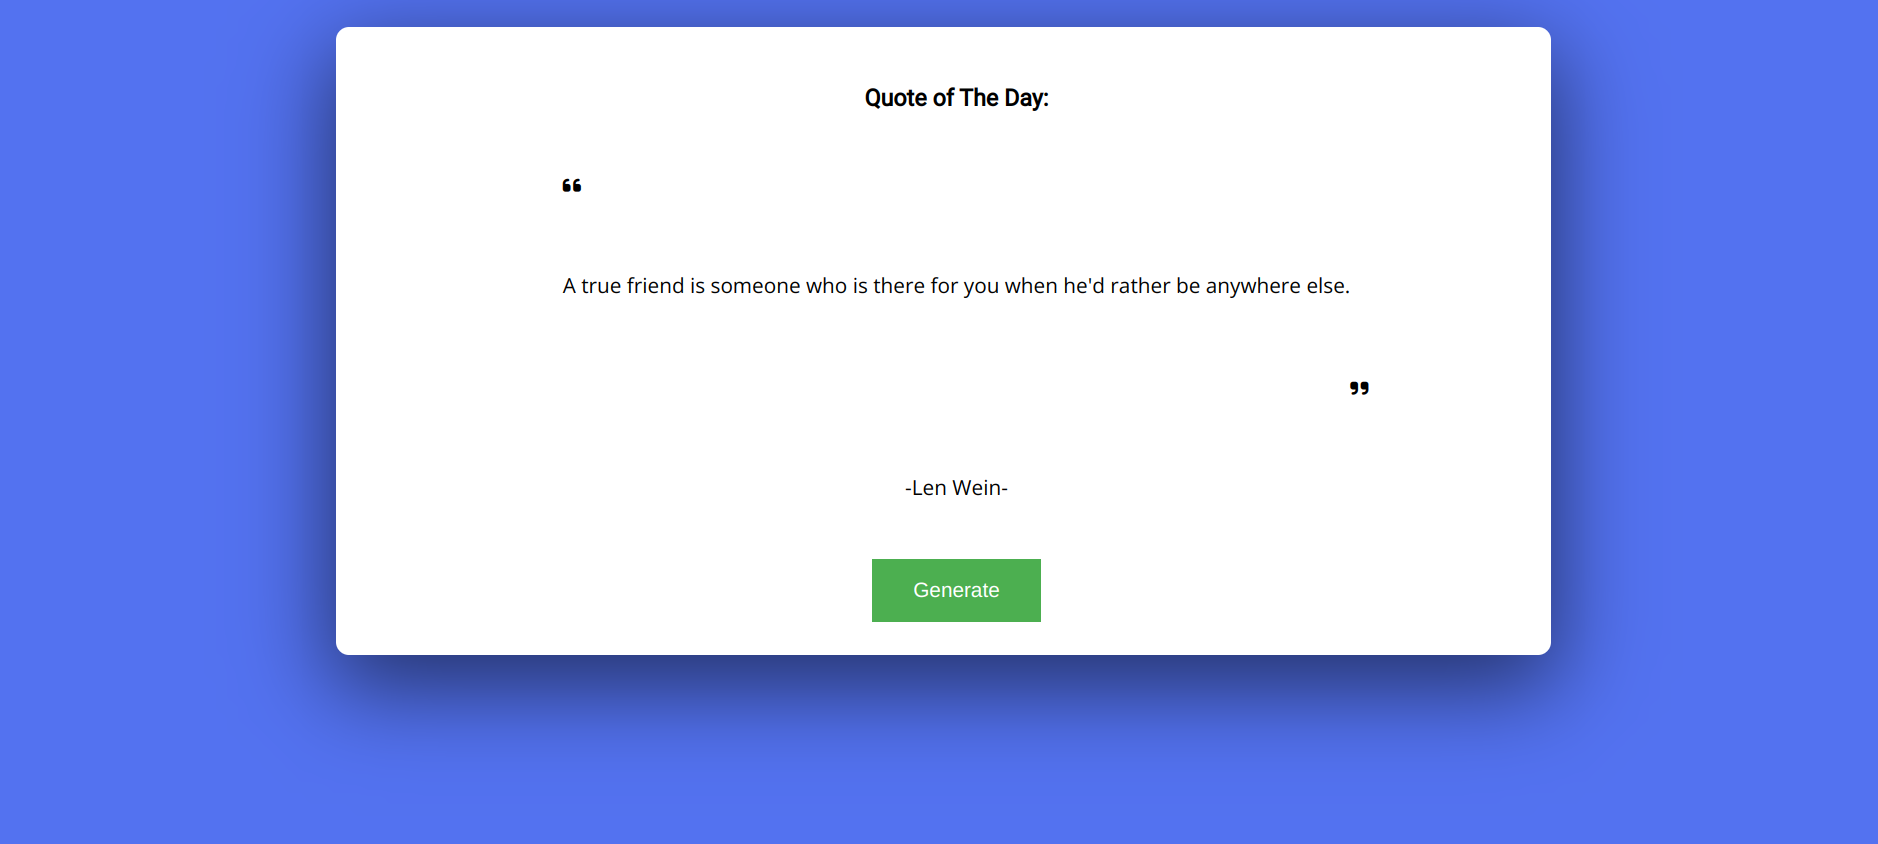 Quote of The Day:
“
A true friend is someone who is there for you when he'd rather be anywhere else.
”
-Len Wein-
Generate